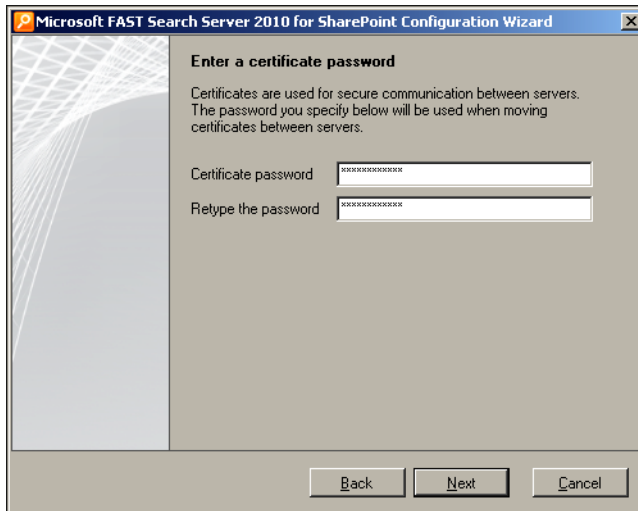 Microsoft FAST Search Server 2010 for SharePoint Configuration Wizard
Enter a certificate password
Certificates are used for secure communication between servers.
The password you specify below will be used when moving
certificates between servers.
Certificate password xxxxxxxxxxxx
Retype the password xxxxxxxxxxxx
Back Next Cancel